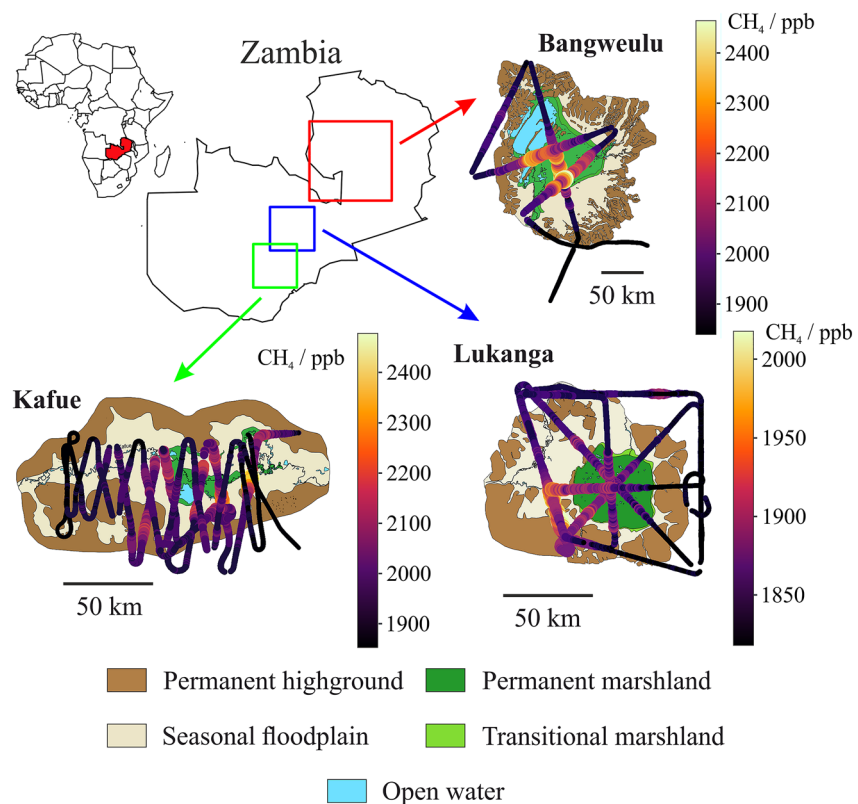 Zambia
Bangweulu
CH4 / ppb
2400
2300
2200
2100
2000
1900
50 km
Kafue
CH4 / ppb
2400
2300
2200
2100
2000
1900
50 km
Lukanga
CH4 / ppb
2000
1950
1900
1850
50 km
Permanent highground
Permanent marshland
Seasonal floodplain
Transitional marshland
Open water